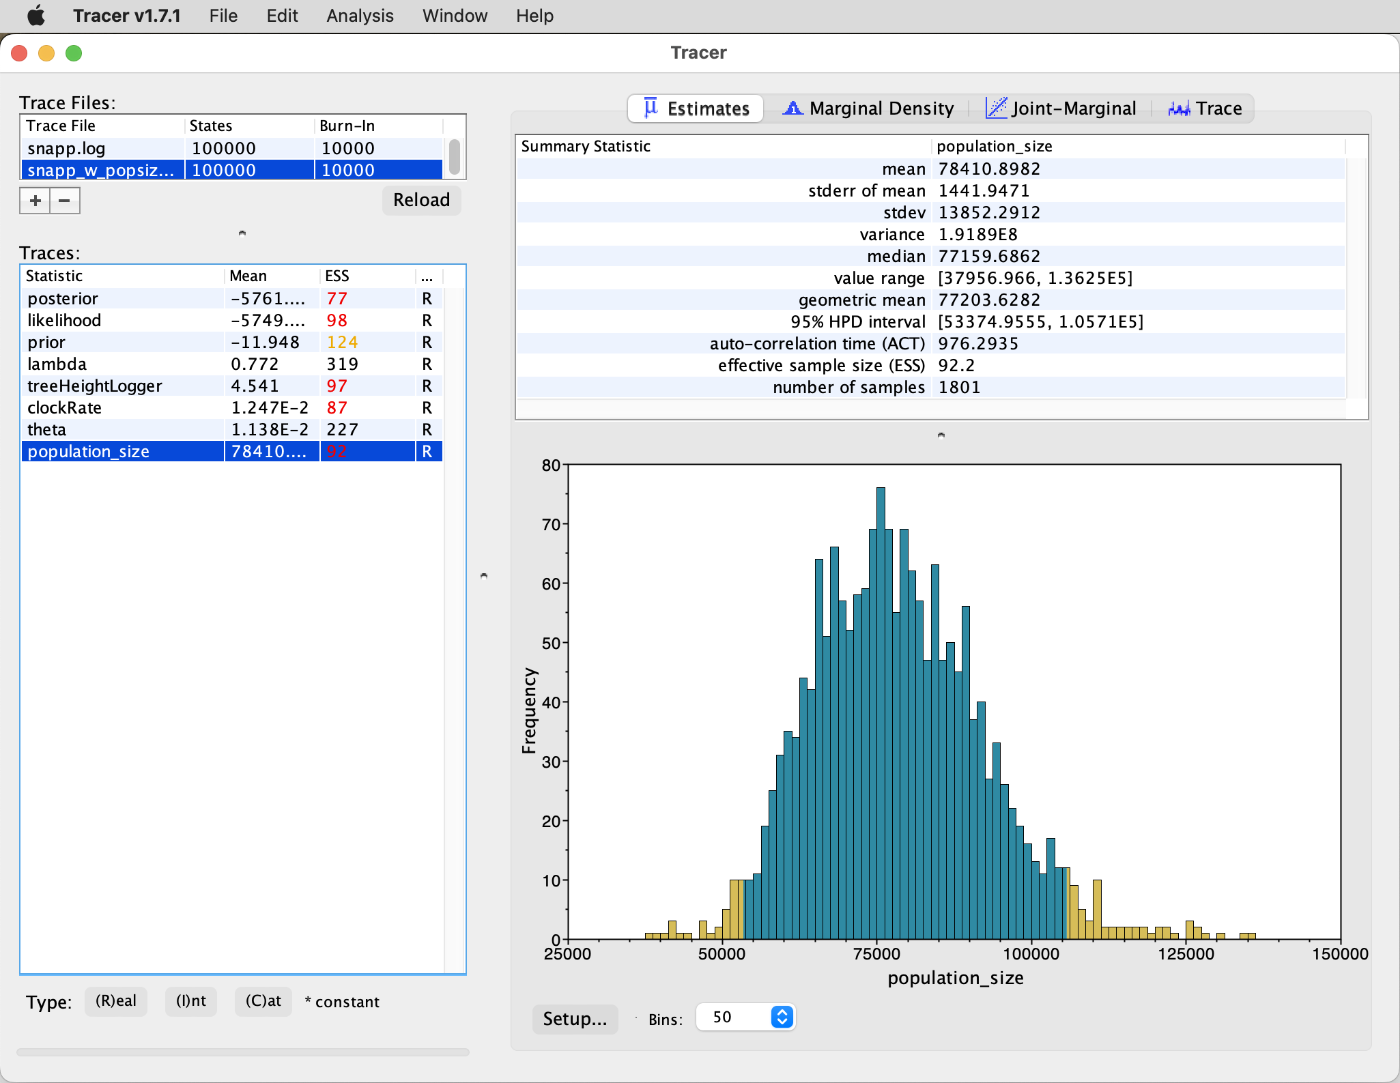 Tracer v1.7.1 File Edit Analysis Window Help
Tracer
Trace Files:
Trace File States Burn-In
snapp.log 100000 10000
snapp_w_popsiz... 100000 10000
+ −
Reload
Traces:
Statistic Mean ESS ...
posterior −5761.... 77 R
likelihood −5749.... 98 R
prior −11.948 124 R
lambda 0.772 319 R
treeHeightLogger 4.541 97 R
clockRate 1.247E−2 87 R
theta 1.138E−2 227 R
population_size 78410.... 92 R
Type: (R)eal (I)nt (C)at * constant
Estimates Marginal Density Joint-Marginal Trace
Summary Statistic population_size
mean 78410.8982
stderr of mean 1441.9471
stdev 13852.2912
variance 1.9189E8
median 77159.6862
value range [37956.966, 1.3625E5]
geometric mean 77203.6282
95% HPD interval [53374.9555, 1.0571E5]
auto-correlation time (ACT) 976.2935
effective sample size (ESS) 92.2
number of samples 1801
80
70
60
50
40
30
20
10
0
Frequency
25000 50000 75000 100000 125000 150000
population_size
Setup... Bins: 50